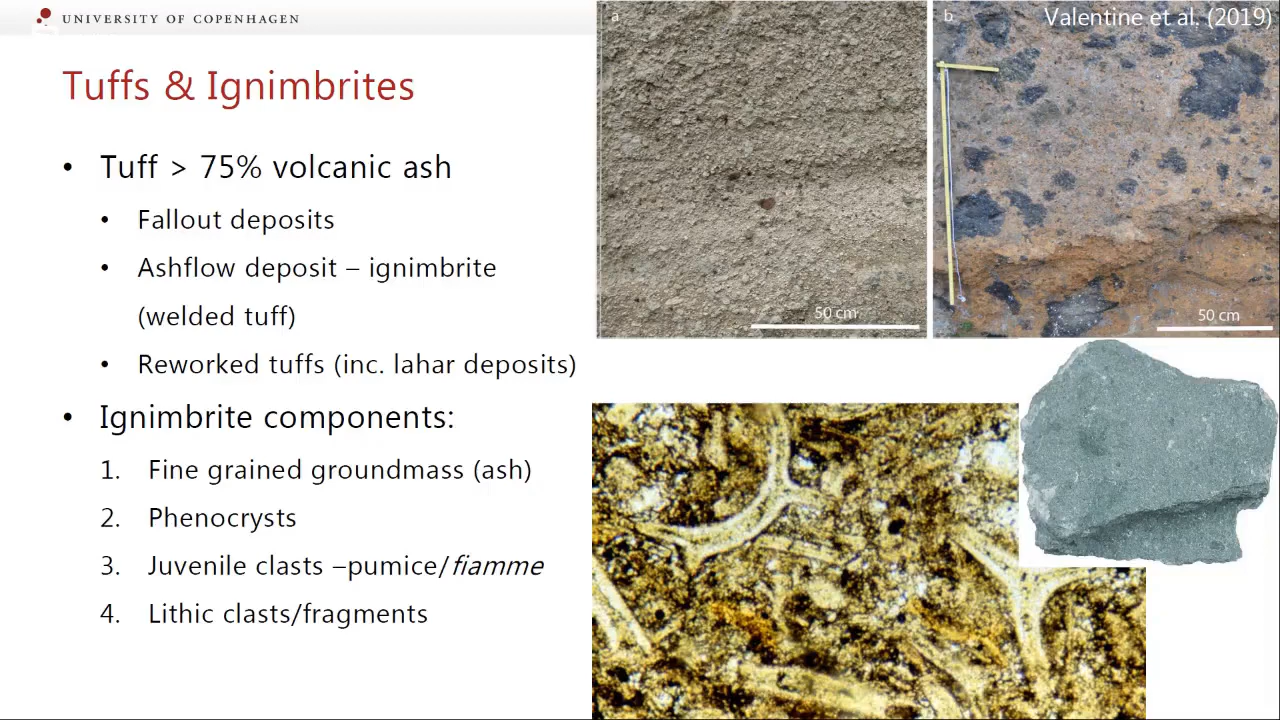 UNIVERSITY OF COPENHAGEN
Tuffs & Ignimbrites
• Tuff > 75% volcanic ash
• Fallout deposits
• Ashflow deposit – ignimbrite
(welded tuff)
• Reworked tuffs (inc. lahar deposits)
• Ignimbrite components:
1. Fine grained groundmass (ash)
2. Phenocrysts
3. Juvenile clasts –pumice/fiamme
4. Lithic clasts/fragments
a
50 cm
b
Valentine et al. (2019)
50 cm